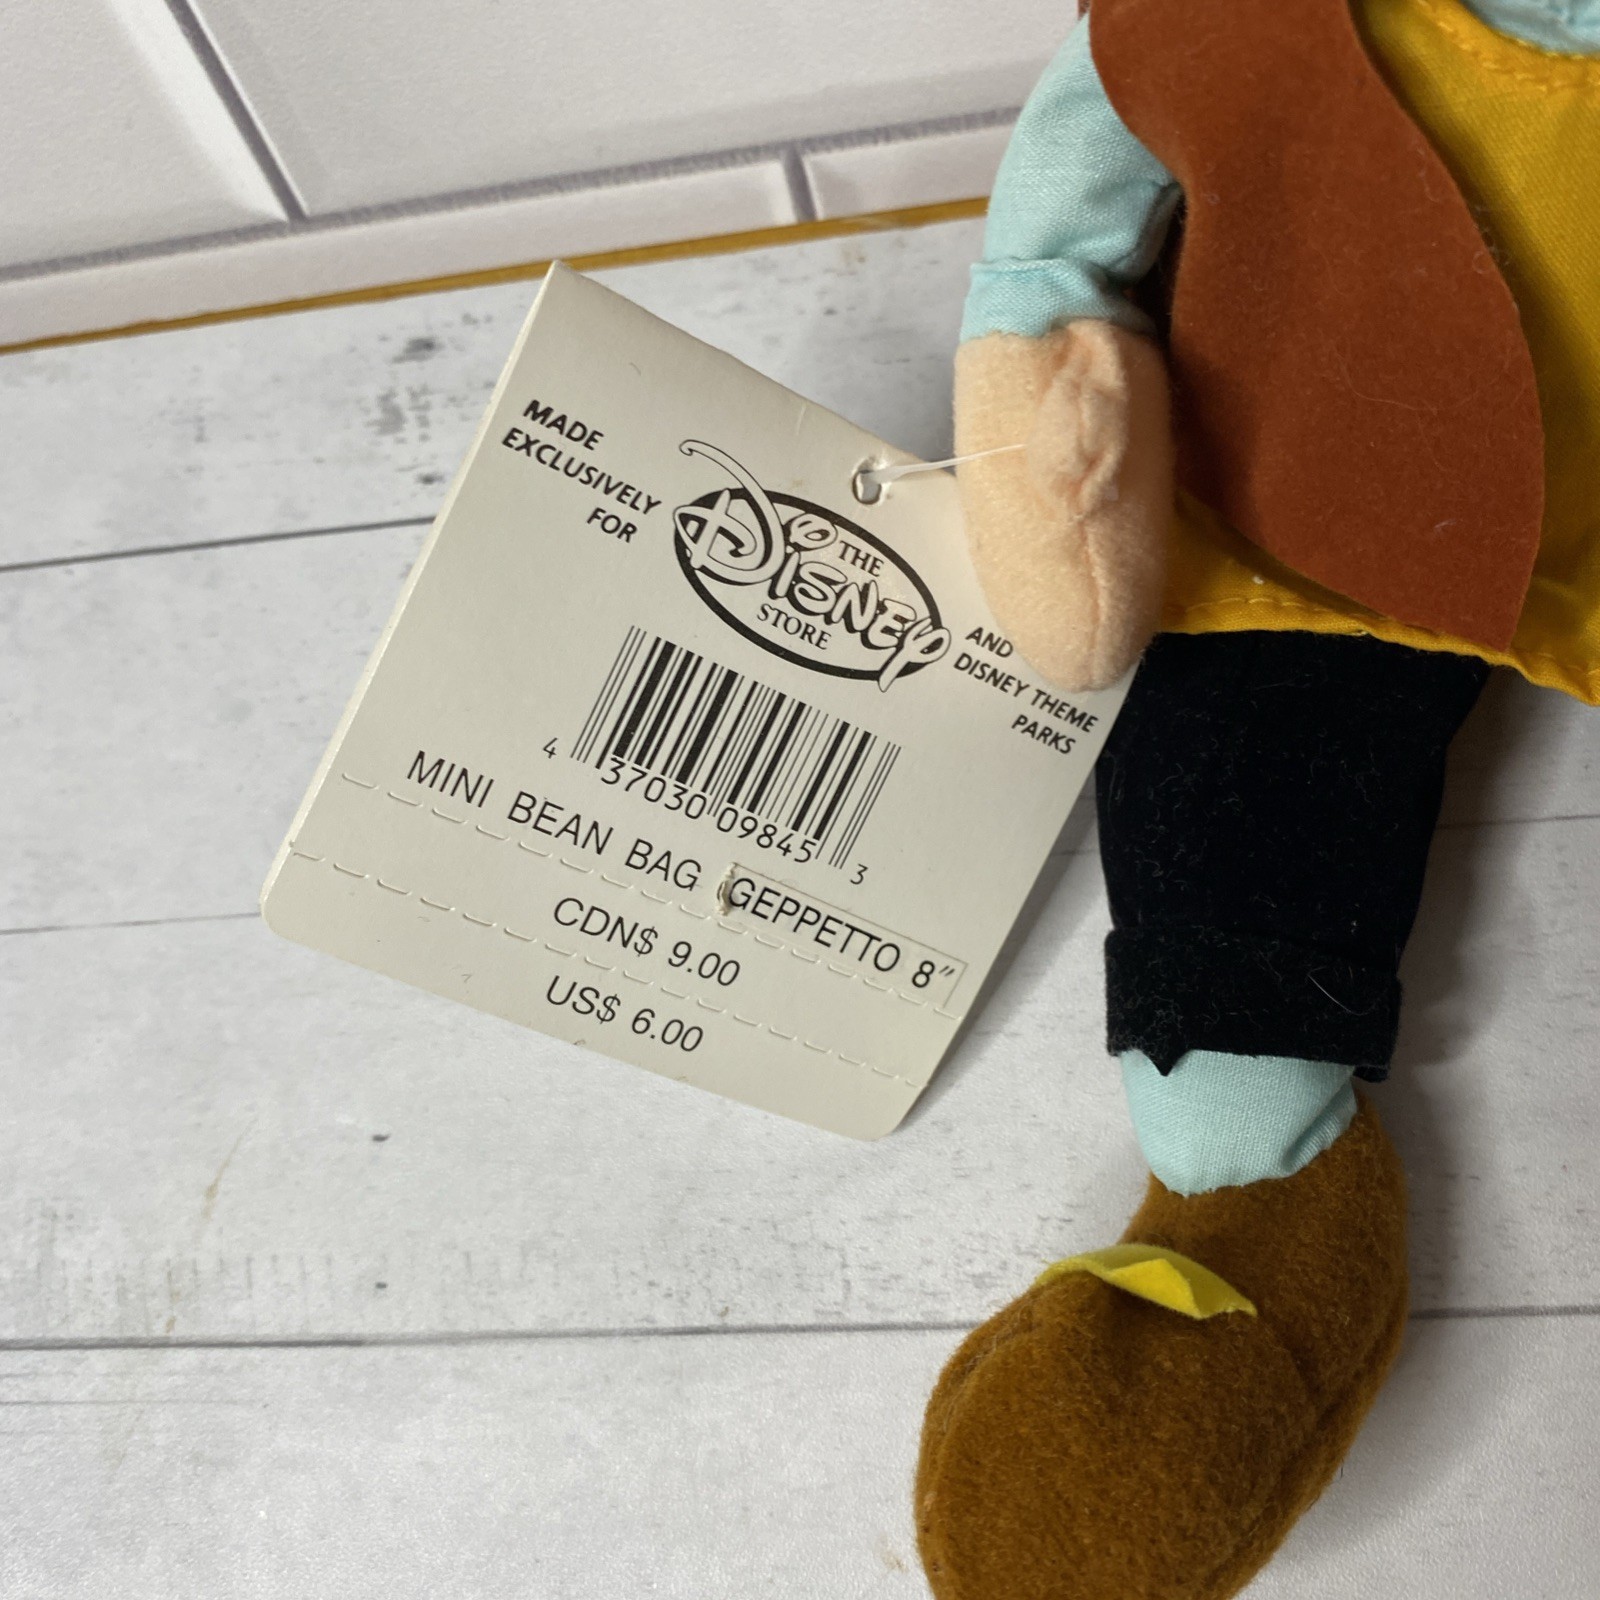 MADE
EXCLUSIVELY
FOR
THE
DISNEY
STORE
AND
DISNEY THEME
PARKS
4 37030 09845 3
MINI BEAN BAG GEPPETTO 8"
CDN$ 9.00
US$ 6.00